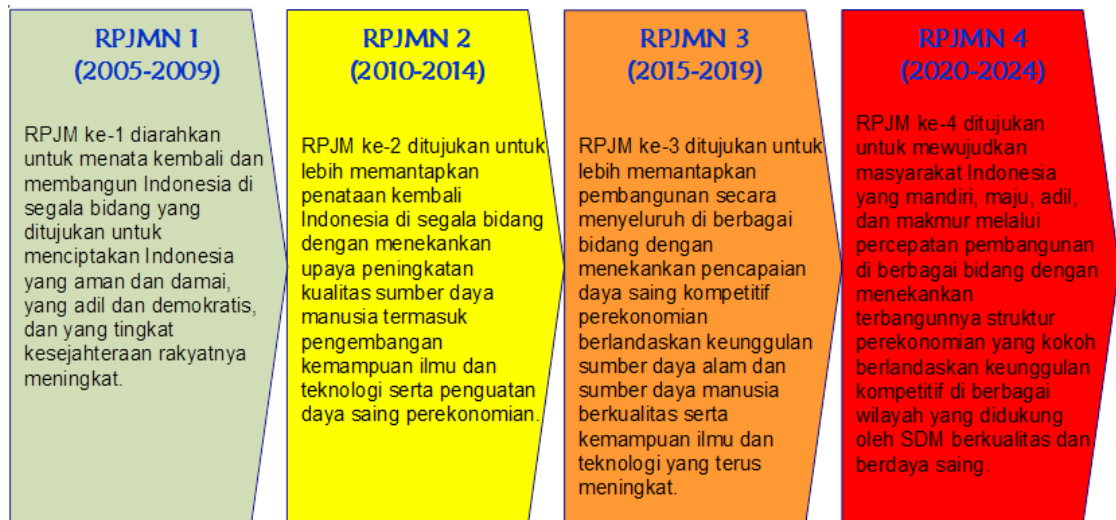 RPJMN 1
(2005-2009)
RPJM ke-1 diarahkan
untuk menata kembali dan
membangun Indonesia di
segala bidang yang
ditujukan untuk
menciptakan Indonesia
yang aman dan damai,
yang adil dan demokratis,
dan yang tingkat
kesejahteraan rakyatnya
meningkat.
RPJMN 2
(2010-2014)
RPJM ke-2 ditujukan untuk
lebih memantapkan
penataan kembali
Indonesia di segala bidang
dengan menekankan
upaya peningkatan
kualitas sumber daya
manusia termasuk
pengembangan
kemampuan ilmu dan
teknologi serta penguatan
daya saing perekonomian.
RPJMN 3
(2015-2019)
RPJM ke-3 ditujukan untuk
lebih memantapkan
pembangunan secara
menyeluruh di berbagai
bidang dengan
menekankan pencapaian
daya saing kompetitif
perekonomian
berlandaskan keunggulan
sumber daya alam dan
sumber daya manusia
berkualitas serta
kemampuan ilmu dan
teknologi yang terus
meningkat.
RPJMN 4
(2020-2024)
RPJM ke-4 ditujukan
untuk mewujudkan
masyarakat Indonesia
yang mandiri, maju, adil,
dan makmur melalui
percepatan pembangunan
di berbagai bidang dengan
menekankan
terbangunnya struktur
perekonomian yang kokoh
berlandaskan keunggulan
kompetitif di berbagai
wilayah yang didukung
oleh SDM berkualitas dan
berdaya saing.